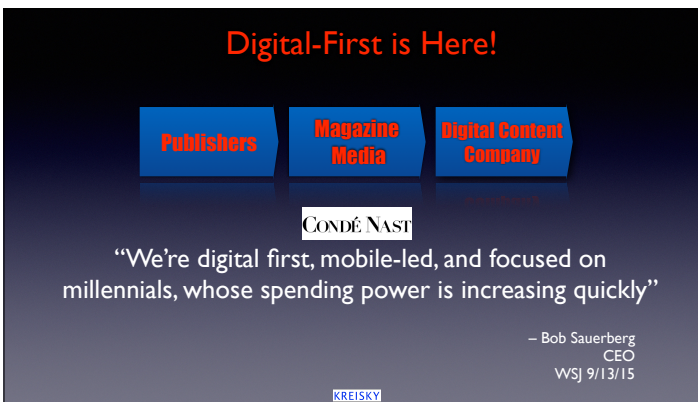 Digital-First is Here!
Publishers
Magazine
Media
Digital Content
Company
CONDÉ NAST
“We’re digital first, mobile-led, and focused on
millennials, whose spending power is increasing quickly”
– Bob Sauerberg
CEO
WSJ 9/13/15
KREISKY